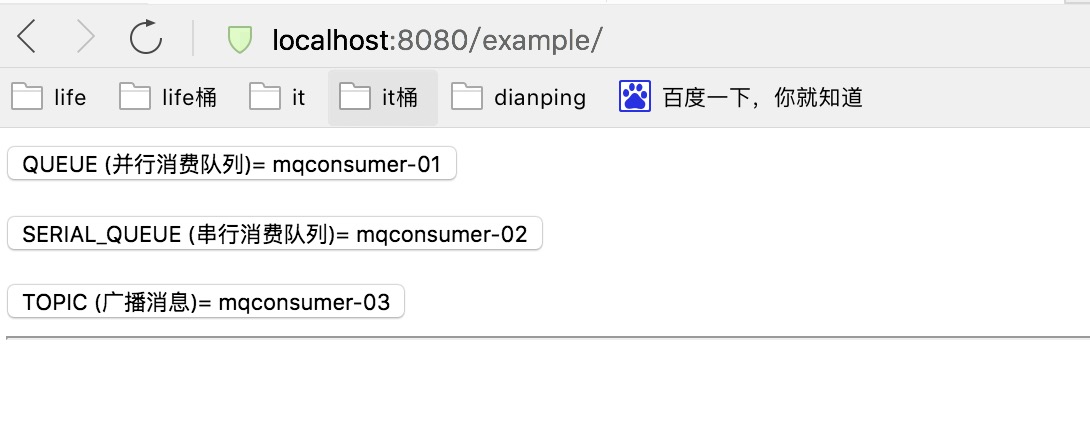 localhost:8080/example/
life life桶 it it桶 dianping 百度一下，你就知道
QUEUE (并行消费队列)= mqconsumer-01
SERIAL_QUEUE (串行消费队列)= mqconsumer-02
TOPIC (广播消息)= mqconsumer-03